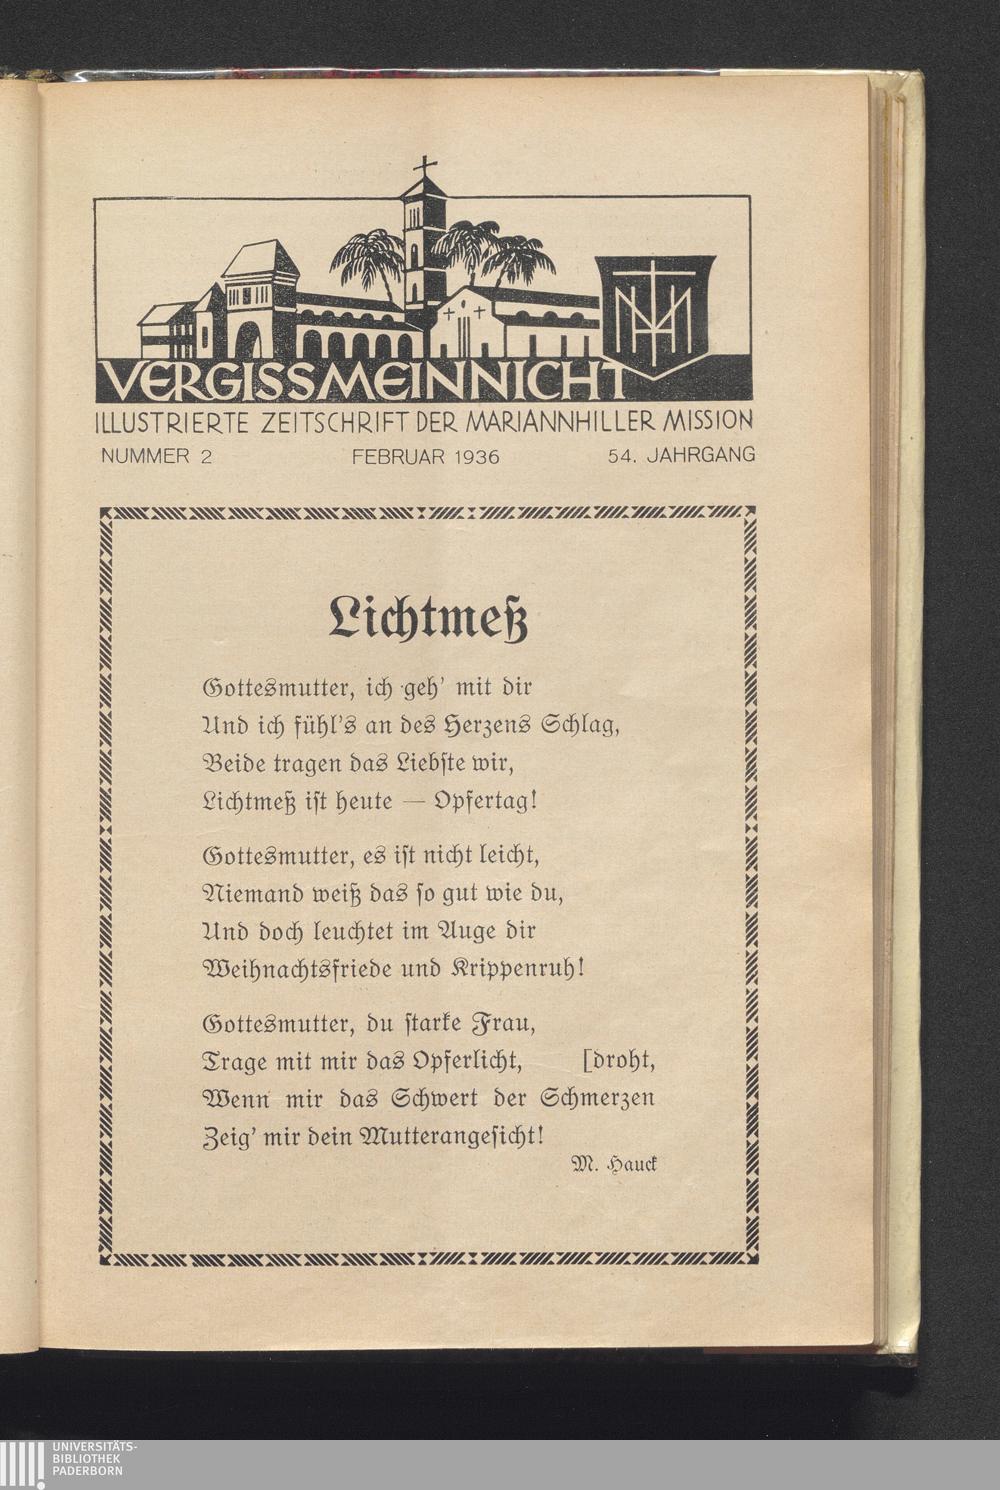 VERGISSMEINNICHT
ILLUSTRIERTE ZEITSCHRIFT DER MARIANNHILLER MISSION
NUMMER 2 FEBRUAR 1936 54. JAHRGANG
Lichtmeß
Gottesmutter, ich geh' mit dir
Und ich fühl's an des Herzens Schlag,
Beide tragen das Liebste wir,
Lichtmeß ist heute — Opfertag!
Gottesmutter, es ist nicht leicht,
Niemand weiß das so gut wie du,
Und doch leuchtet im Auge dir
Weihnachtsfriede und Krippenruh!
Gottesmutter, du starke Frau,
Trage mit mir das Opferlicht, [droht,
Wenn mir das Schwert der Schmerzen
Zeig' mir dein Mutterangesicht!
M. Hauck
UNIVERSITÄTS-
BIBLIOTHEK
PADERBORN